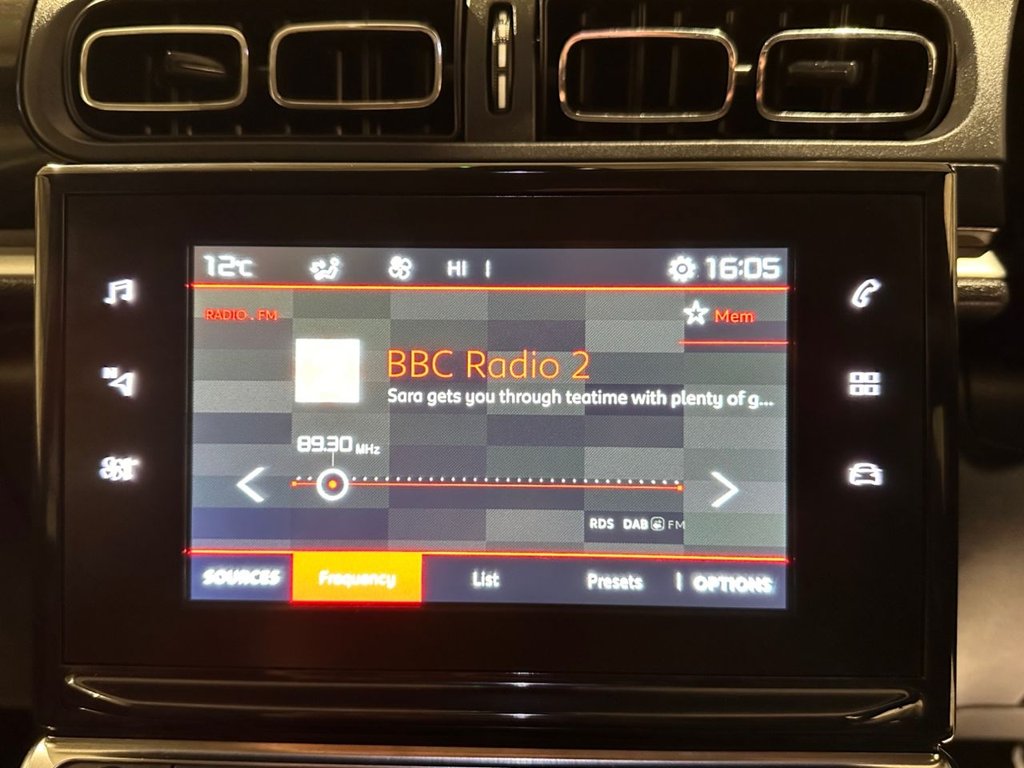 12°C HI 16:05
RADIO . FM
Mem
BBC Radio 2
Sara gets you through teatime with plenty of g...
89.30 MHz
RDS DAB FM
SOURCES Frequency List Presets OPTIONS